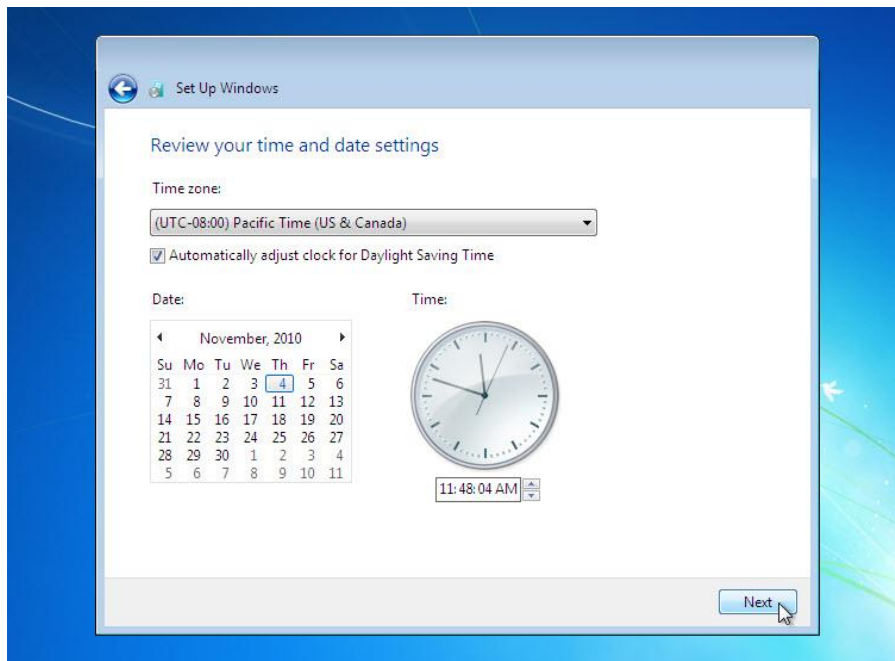 Set Up Windows
Review your time and date settings
Time zone:
(UTC-08:00) Pacific Time (US & Canada)
Automatically adjust clock for Daylight Saving Time
Date:
Time:
November, 2010
Su Mo Tu We Th Fr Sa
31 1 2 3 4 5 6
7 8 9 10 11 12 13
14 15 16 17 18 19 20
21 22 23 24 25 26 27
28 29 30 1 2 3 4
5 6 7 8 9 10 11
11:48:04 AM
Next